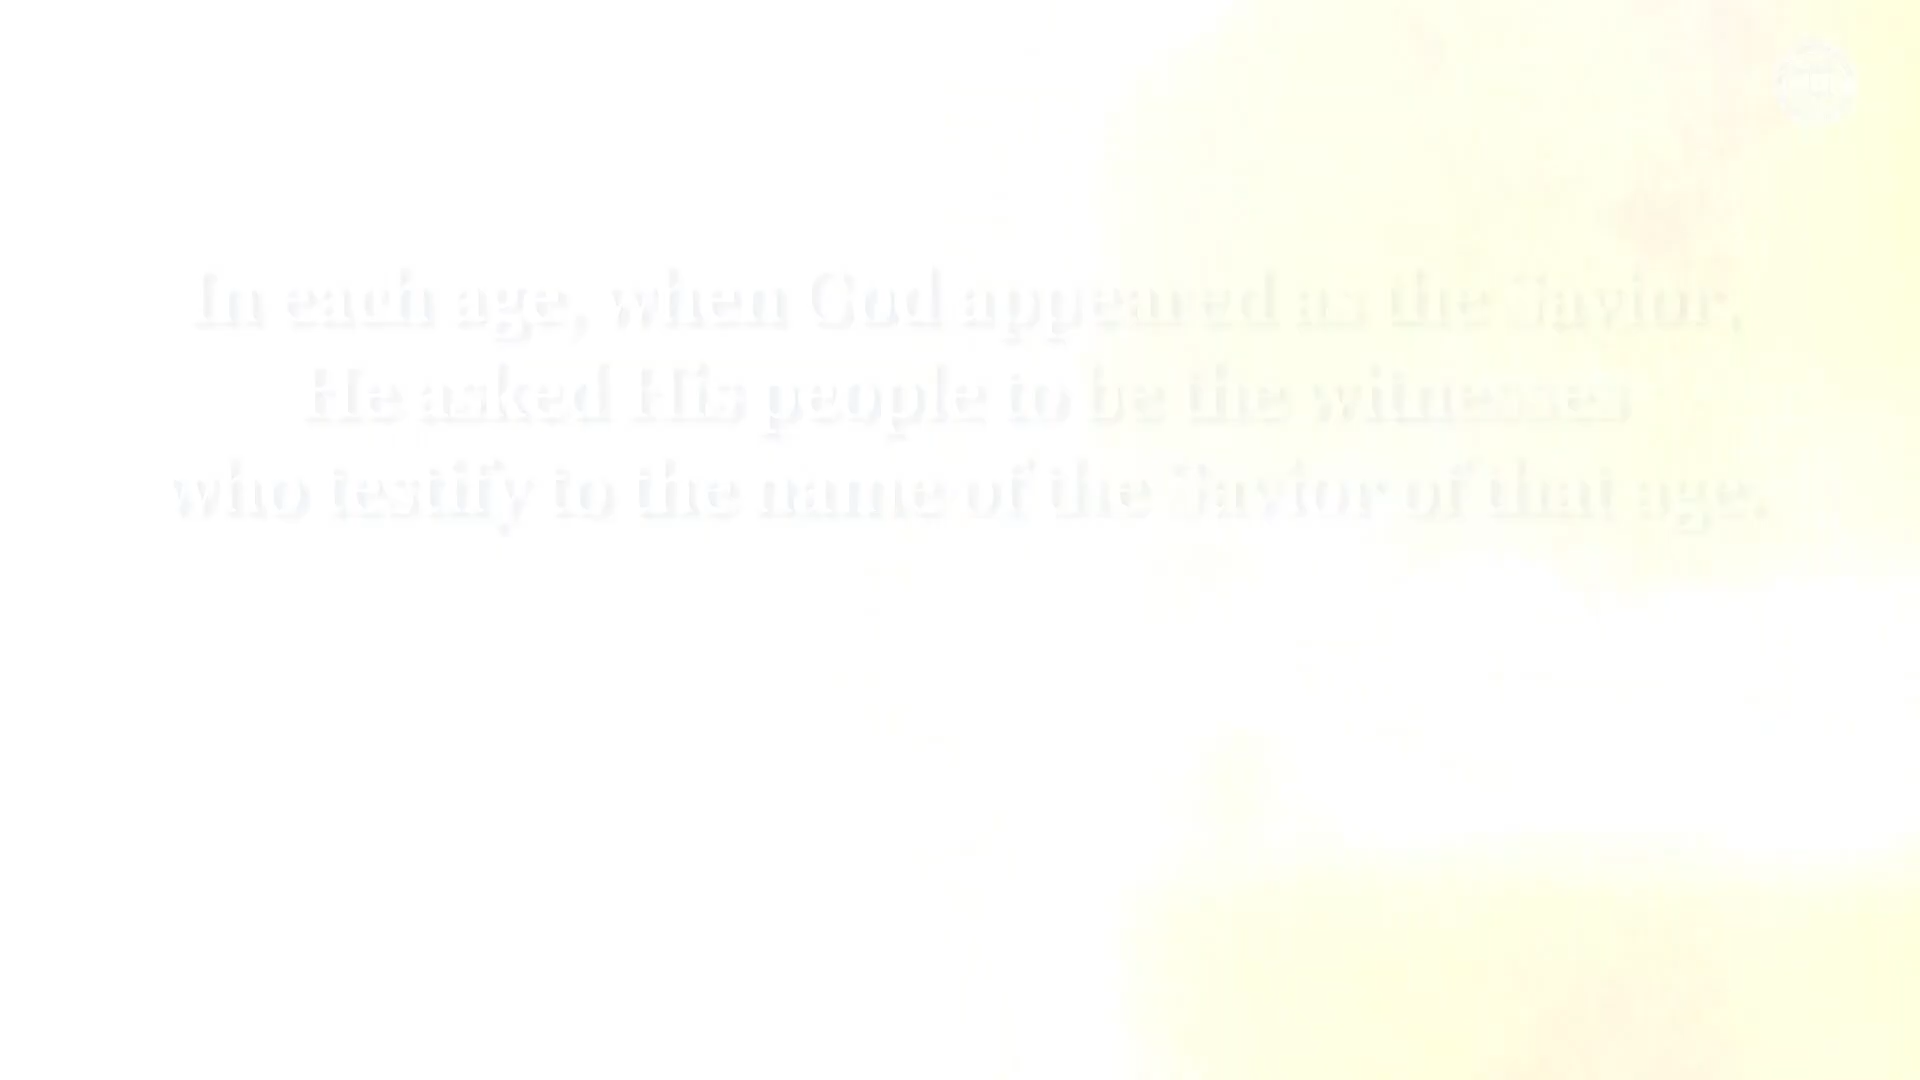 In each age, when God appeared as the Savior,
He asked His people to be the witnesses
who testify to the name of the Savior of that age.